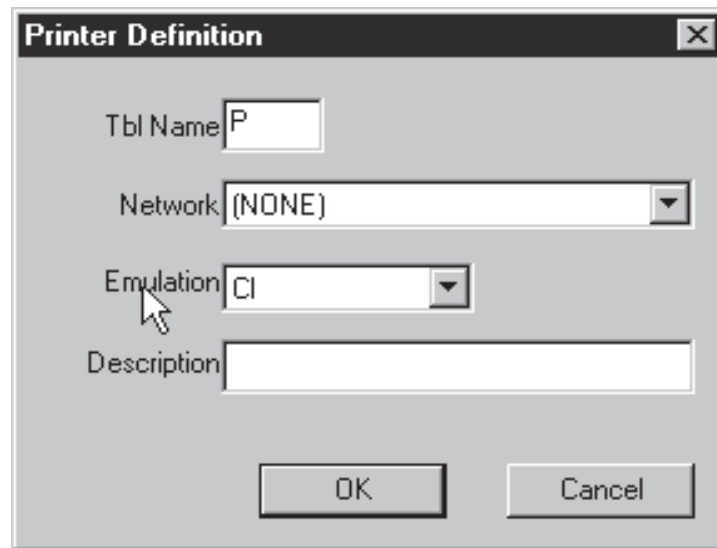 Printer Definition
Tbl Name P
Network (NONE)
Emulation CI
Description
OK Cancel